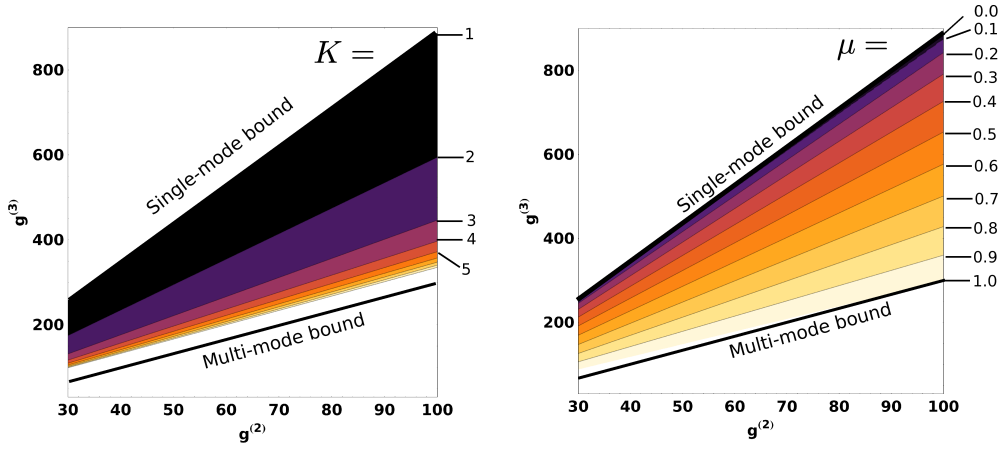 K =
Single-mode bound
Multi-mode bound
1
2
3
4
5
g(3)
800
600
400
200
30 40 50 60 70 80 90 100
g(2)
μ =
Single-mode bound
Multi-mode bound
0.0
0.1
0.2
0.3
0.4
0.5
0.6
0.7
0.8
0.9
1.0
g(3)
800
600
400
200
30 40 50 60 70 80 90 100
g(2)